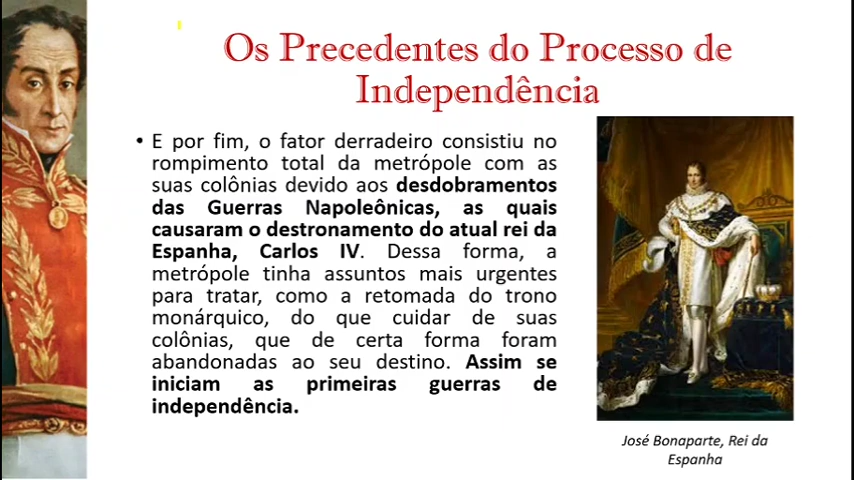 Os Precedentes do Processo de
Independência
• E por fim, o fator derradeiro consistiu no
rompimento total da metrópole com as
suas colônias devido aos desdobramentos
das Guerras Napoleônicas, as quais
causaram o destronamento do atual rei da
Espanha, Carlos IV. Dessa forma, a
metrópole tinha assuntos mais urgentes
para tratar, como a retomada do trono
monárquico, do que cuidar de suas
colônias, que de certa forma foram
abandonadas ao seu destino. Assim se
iniciam as primeiras guerras de
independência.
José Bonaparte, Rei da
Espanha